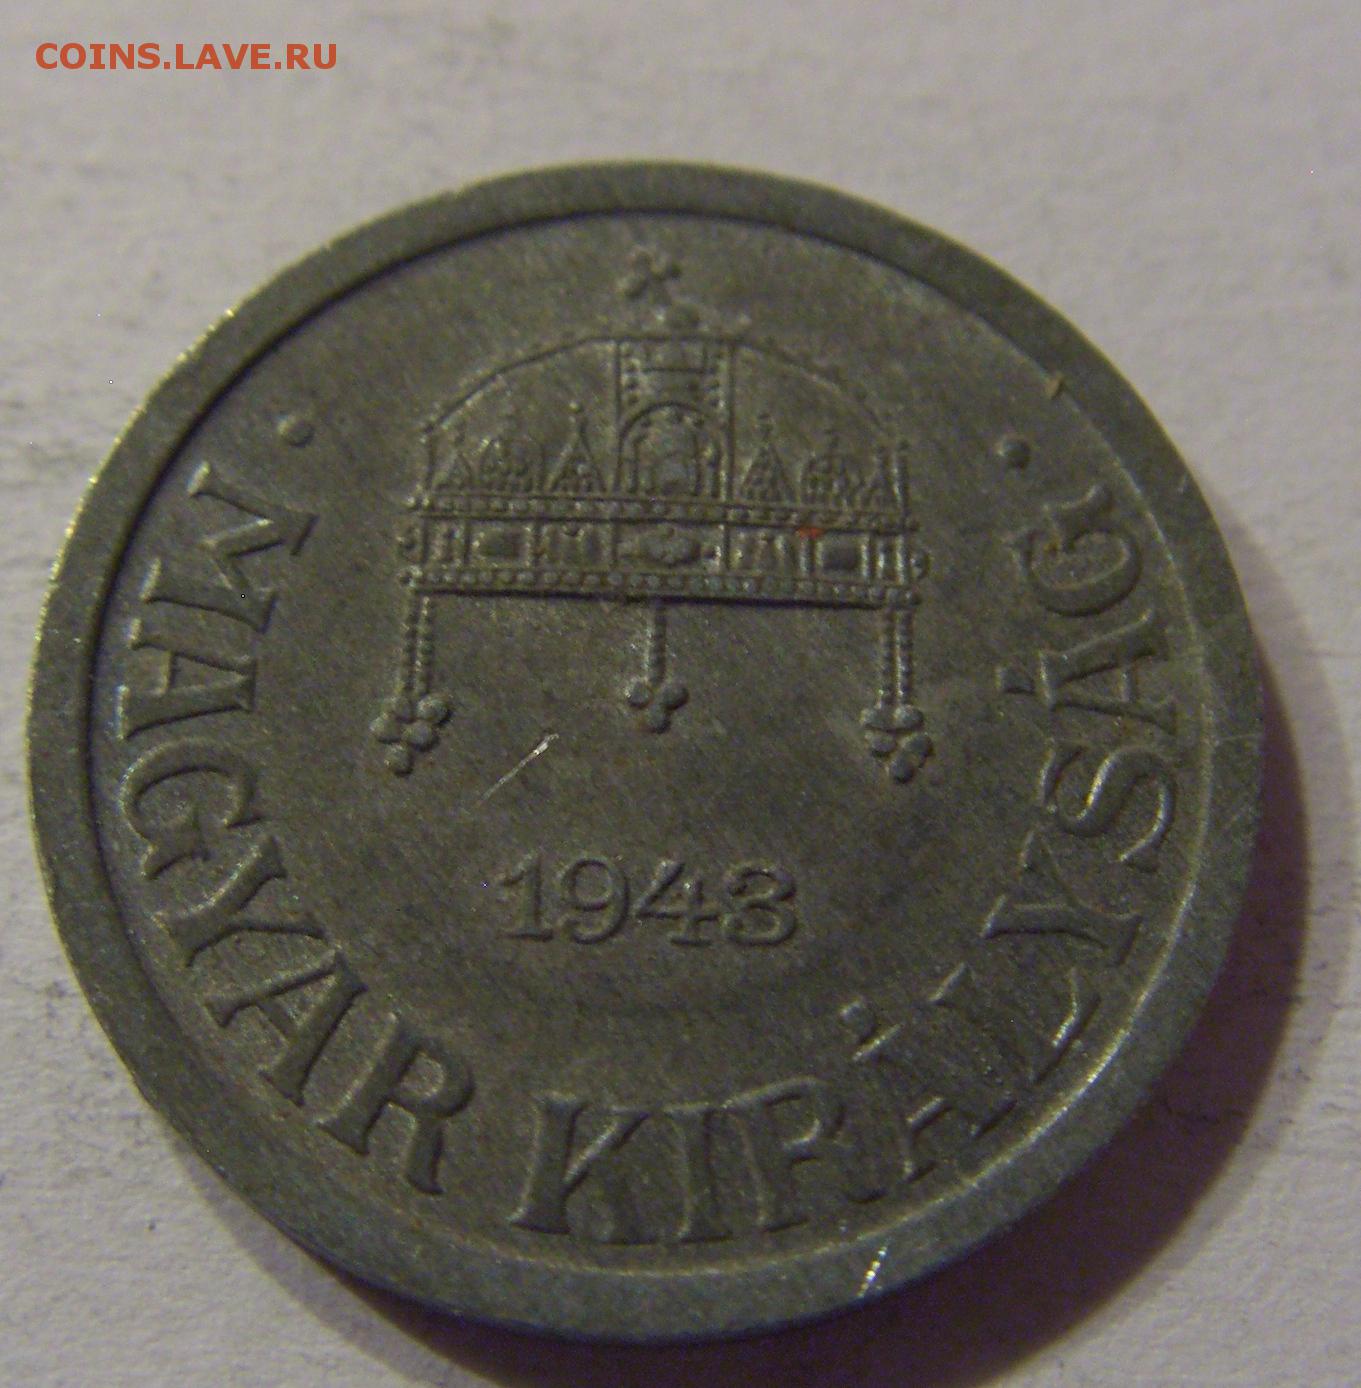 COINS.LAVE.RU
1943
· MAGYAR KIRÁLYSÁG ·